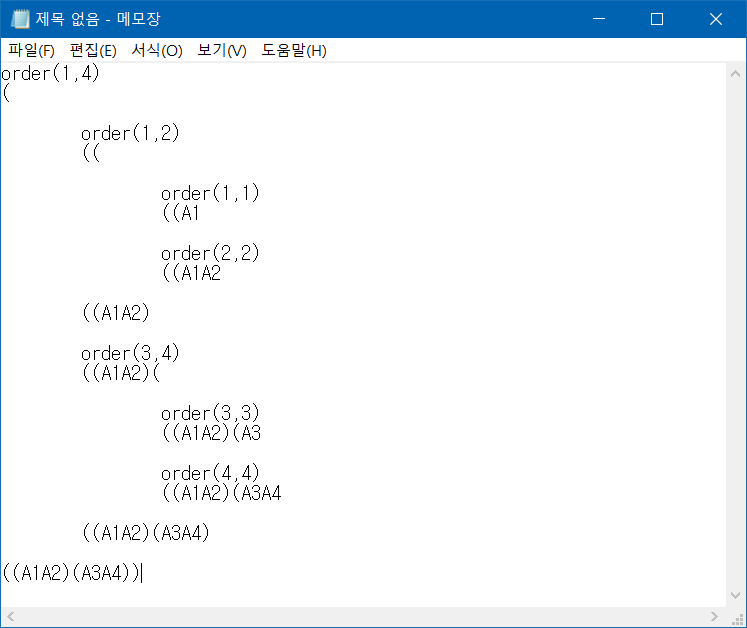 제목 없음 - 메모장
파일(F) 편집(E) 서식(O) 보기(V) 도움말(H)
order(1,4)
(
order(1,2)
((
order(1,1)
((A1
order(2,2)
((A1A2
((A1A2)
order(3,4)
((A1A2)(
order(3,3)
((A1A2)(A3
order(4,4)
((A1A2)(A3A4
((A1A2)(A3A4)
((A1A2)(A3A4))